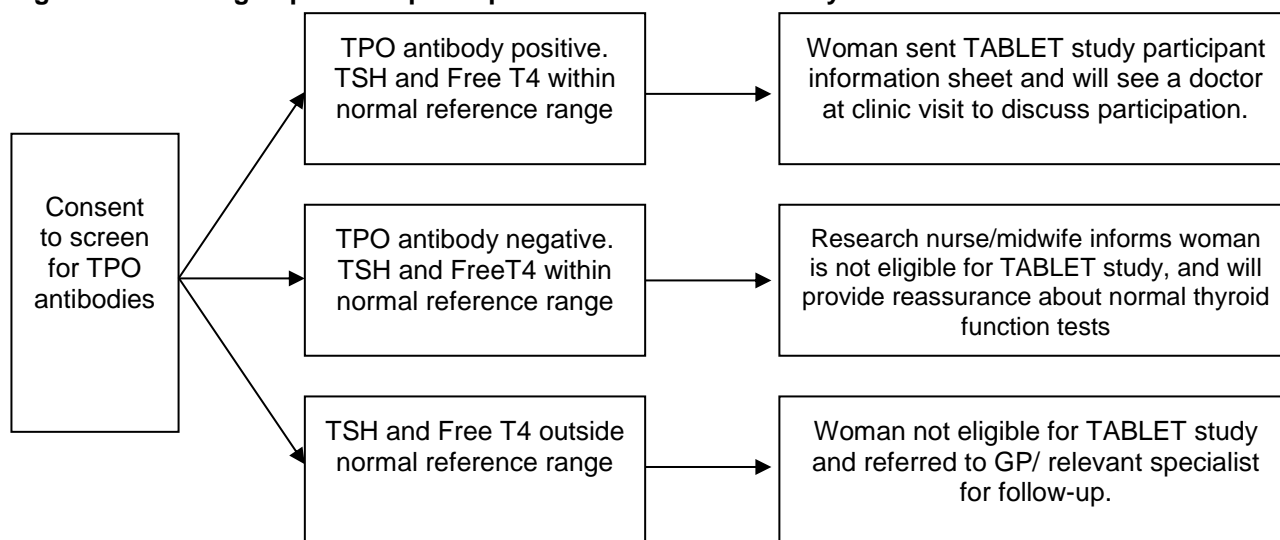 Consent
to screen
for TPO
antibodies
TPO antibody positive.
TSH and Free T4 within
normal reference range
Woman sent TABLET study participant
information sheet and will see a doctor
at clinic visit to discuss participation.
TPO antibody negative.
TSH and FreeT4 within
normal reference range
Research nurse/midwife informs woman
is not eligible for TABLET study, and will
provide reassurance about normal thyroid
function tests
TSH and Free T4 outside
normal reference range
Woman not eligible for TABLET study
and referred to GP/ relevant specialist
for follow-up.